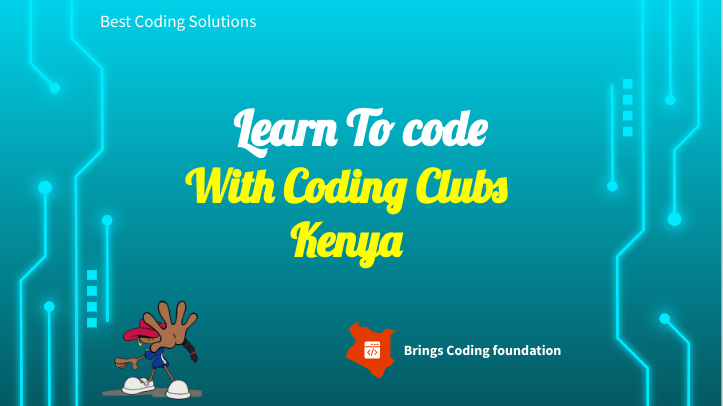 Best Coding Solutions
Learn To code
With Coding Clubs
Kenya
</>
Brings Coding foundation